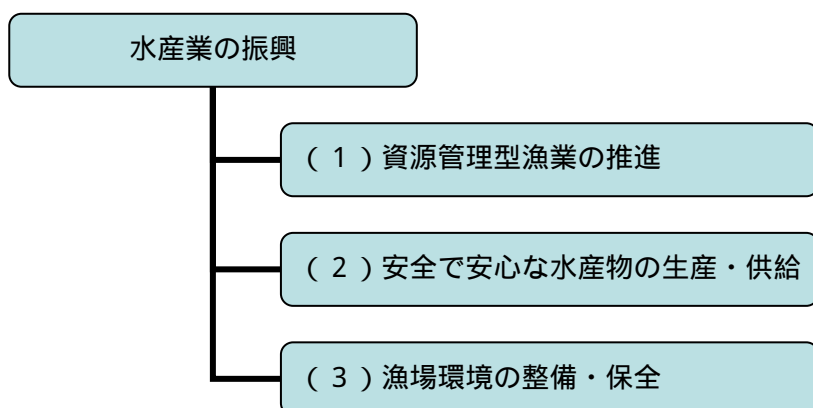 水産業の振興
（１）資源管理型漁業の推進
（２）安全で安心な水産物の生産・供給
（３）漁場環境の整備・保全